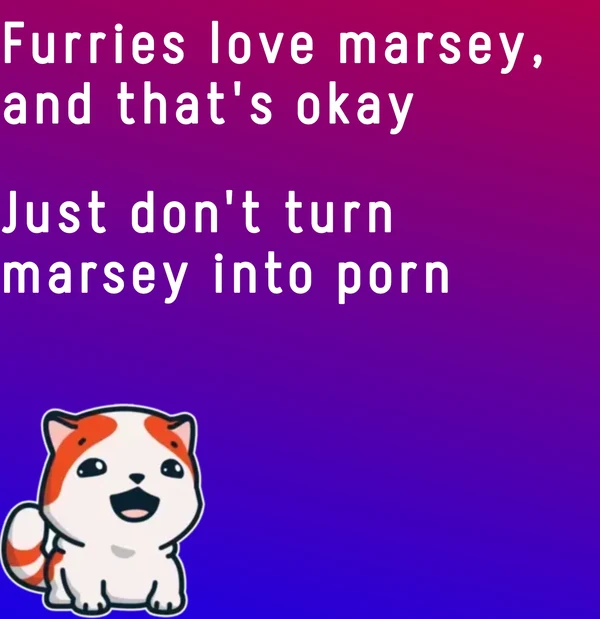 Furries love marsey,
and that's okay
Just don't turn
marsey into porn